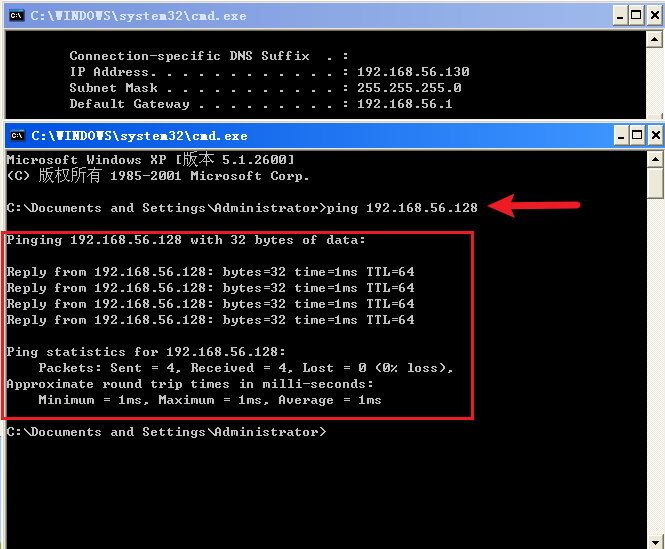 C:\WINDOWS\system32\cmd.exe
Connection-specific DNS Suffix  . :
IP Address. . . . . . . . . . . . : 192.168.56.130
Subnet Mask . . . . . . . . . . . : 255.255.255.0
Default Gateway . . . . . . . . . : 192.168.56.1
C:\WINDOWS\system32\cmd.exe
Microsoft Windows XP [版本 5.1.2600]
(C) 版权所有 1985-2001 Microsoft Corp.
C:\Documents and Settings\Administrator>ping 192.168.56.128
Pinging 192.168.56.128 with 32 bytes of data:
Reply from 192.168.56.128: bytes=32 time=1ms TTL=64
Reply from 192.168.56.128: bytes=32 time=1ms TTL=64
Reply from 192.168.56.128: bytes=32 time=1ms TTL=64
Reply from 192.168.56.128: bytes=32 time=1ms TTL=64
Ping statistics for 192.168.56.128:
Packets: Sent = 4, Received = 4, Lost = 0 (0% loss),
Approximate round trip times in milli-seconds:
Minimum = 1ms, Maximum = 1ms, Average = 1ms
C:\Documents and Settings\Administrator>